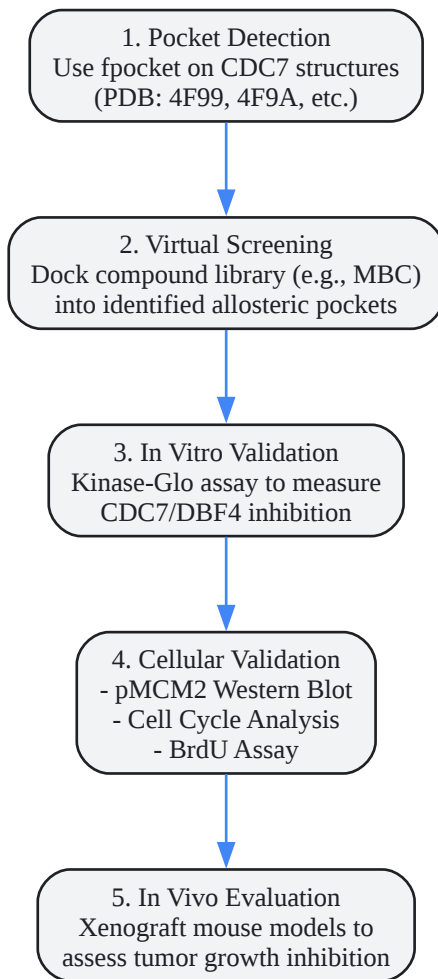 1. Pocket Detection
Use fpocket on CDC7 structures
(PDB: 4F99, 4F9A, etc.)
2. Virtual Screening
Dock compound library (e.g., MBC)
into identified allosteric pockets
3. In Vitro Validation
Kinase-Glo assay to measure
CDC7/DBF4 inhibition
4. Cellular Validation
- pMCM2 Western Blot
- Cell Cycle Analysis
- BrdU Assay
5. In Vivo Evaluation
Xenograft mouse models to
assess tumor growth inhibition